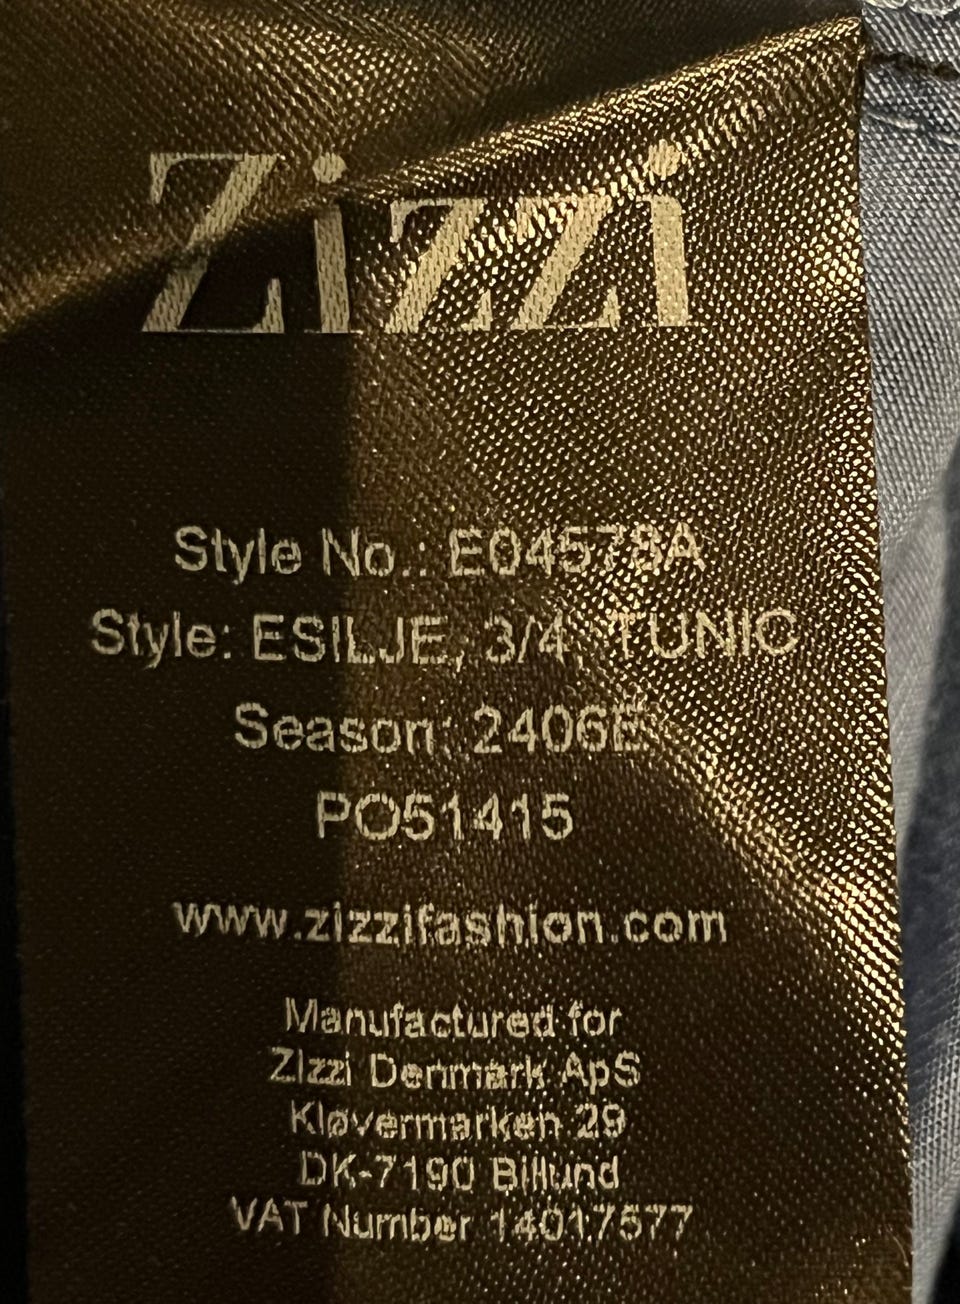 Zizzi
Style No.: E04578A
Style: ESILJE, 3/4, TUNIC
Season: 2406E
PO51415
www.zizzifashion.com
Manufactured for
Zizzi Denmark ApS
Kløvermarken 29
DK-7190 Billund
VAT Number 14017577